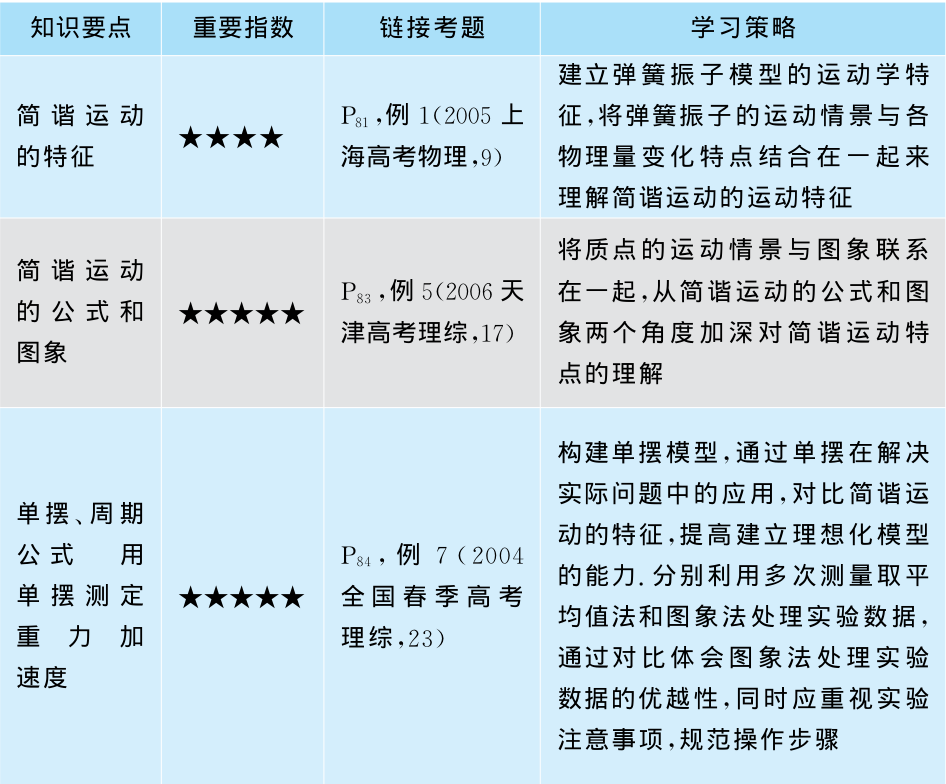 知识要点 重要指数 链接考题 学习策略
简谐运动
的特征
★★★★
P81,例1(2005上
海高考物理,9)
建立弹簧振子模型的运动学特
征,将弹簧振子的运动情景与各
物理量变化特点结合在一起来
理解简谐运动的运动特征
简谐运动
的公式和
图象
★★★★★
P83,例5(2006天
津高考理综,17)
将质点的运动情景与图象联系
在一起,从简谐运动的公式和图
象两个角度加深对简谐运动特
点的理解
单摆、周期
公式 用
单摆测定
重力加
速度
★★★★★
P84,例7(2004
全国春季高考
理综,23)
构建单摆模型,通过单摆在解决
实际问题中的应用,对比简谐运
动的特征,提高建立理想化模型
的能力.分别利用多次测量取平
均值法和图象法处理实验数据,
通过对比体会图象法处理实验
数据的优越性,同时应重视实验
注意事项,规范操作步骤